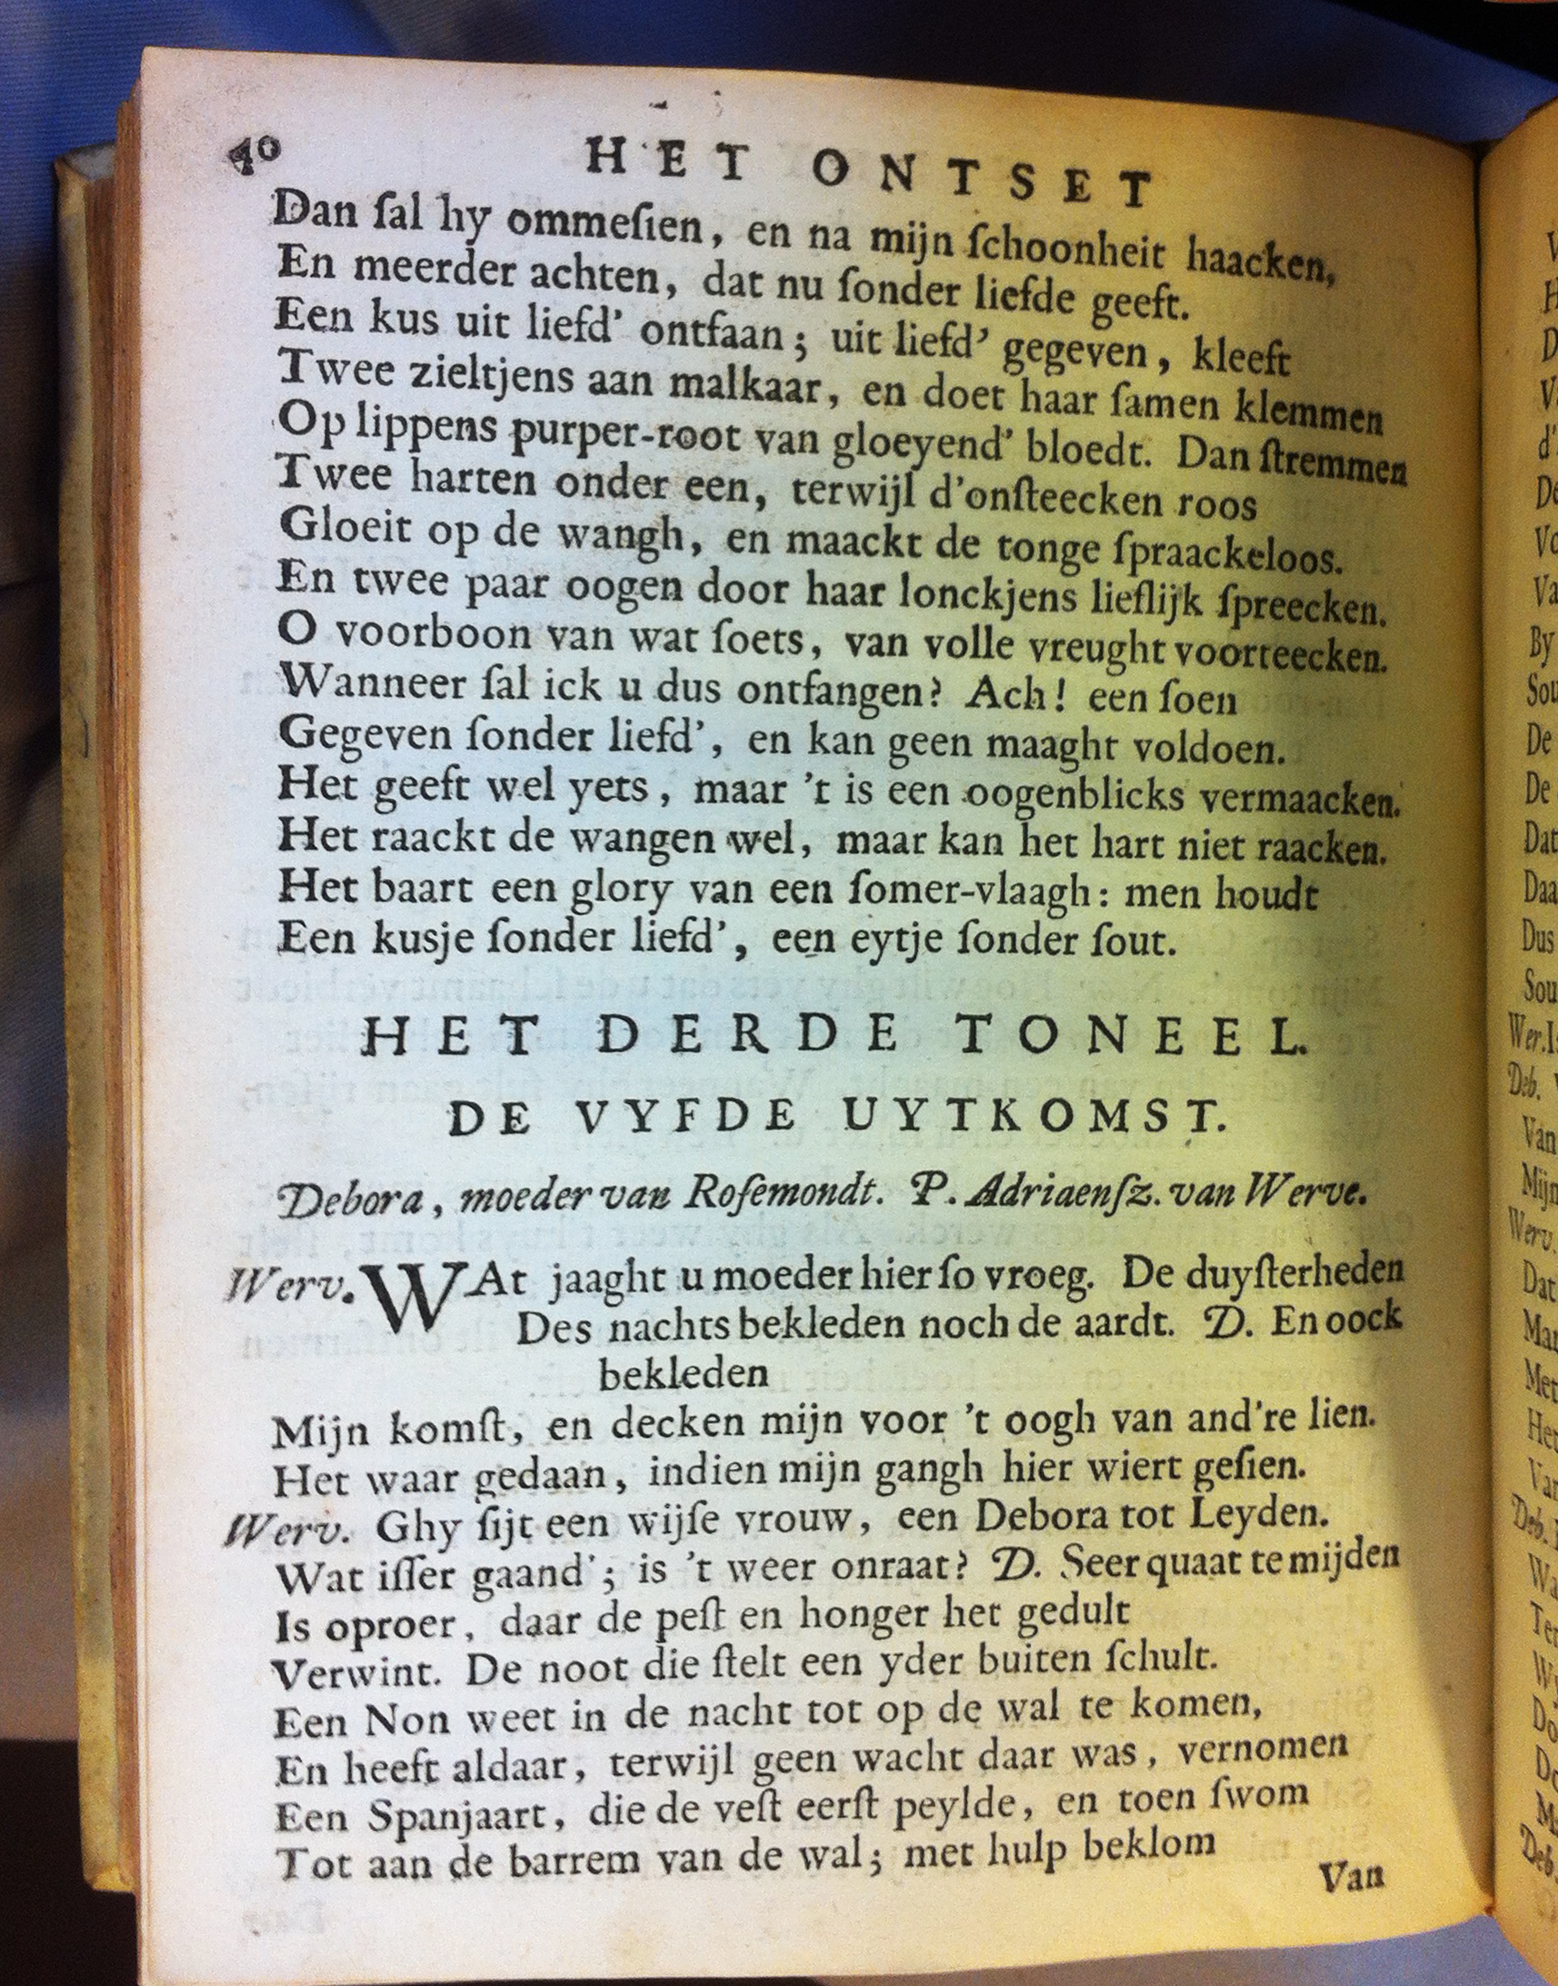 40
HET ONTSET
Dan ſal hy ommeſien, en na mijn ſchoonheit haacken,
En meerder achten, dat nu ſonder liefde geeft.
Een kus uit liefd' ontfaan; uit liefd' gegeven, kleeft
Twee zieltjens aan malkaar, en doet haar ſamen klemmen
Op lippens purper-root van gloeyend' bloedt. Dan ſtremmen
Twee harten onder een, terwijl d'onſteecken roos
Gloeit op de wangh, en maackt de tonge ſpraackeloos.
En twee paar oogen door haar lonckjens lieflijk ſpreecken.
O voorboon van wat ſoets, van volle vreught voorteecken.
Wanneer ſal ick u dus ontfangen? Ach! een ſoen
Gegeven ſonder liefd', en kan geen maaght voldoen.
Het geeft wel yets, maar 't is een oogenblicks vermaacken.
Het raackt de wangen wel, maar kan het hart niet raacken.
Het baart een glory van een ſomer-vlaagh: men houdt
Een kusje ſonder liefd', een eytje ſonder ſout.
HET DERDE TONEEL.
DE VYFDE UYTKOMST.
Debora, moeder van Roſemondt. P. Adriaenſz. van Werve.
Werv. WAt jaaght u moeder hier ſo vroeg. De duyſterheden
Des nachts bekleden noch de aardt. D. En oock
bekleden
Mijn komſt, en decken mijn voor 't oogh van and're lien.
Het waar gedaan, indien mijn gangh hier wiert geſien.
Werv. Ghy ſijt een wijſe vrouw, een Debora tot Leyden.
Wat iſſer gaand'; is 't weer onraat? D. Seer quaat te mijden
Is oproer, daar de peſt en honger het gedult
Verwint. De noot die ſtelt een yder buiten ſchult.
Een Non weet in de nacht tot op de wal te komen,
En heeft aldaar, terwijl geen wacht daar was, vernomen
Een Spanjaart, die de veſt eerſt peylde, en toen ſwom
Tot aan de barrem van de wal; met hulp beklom
Van